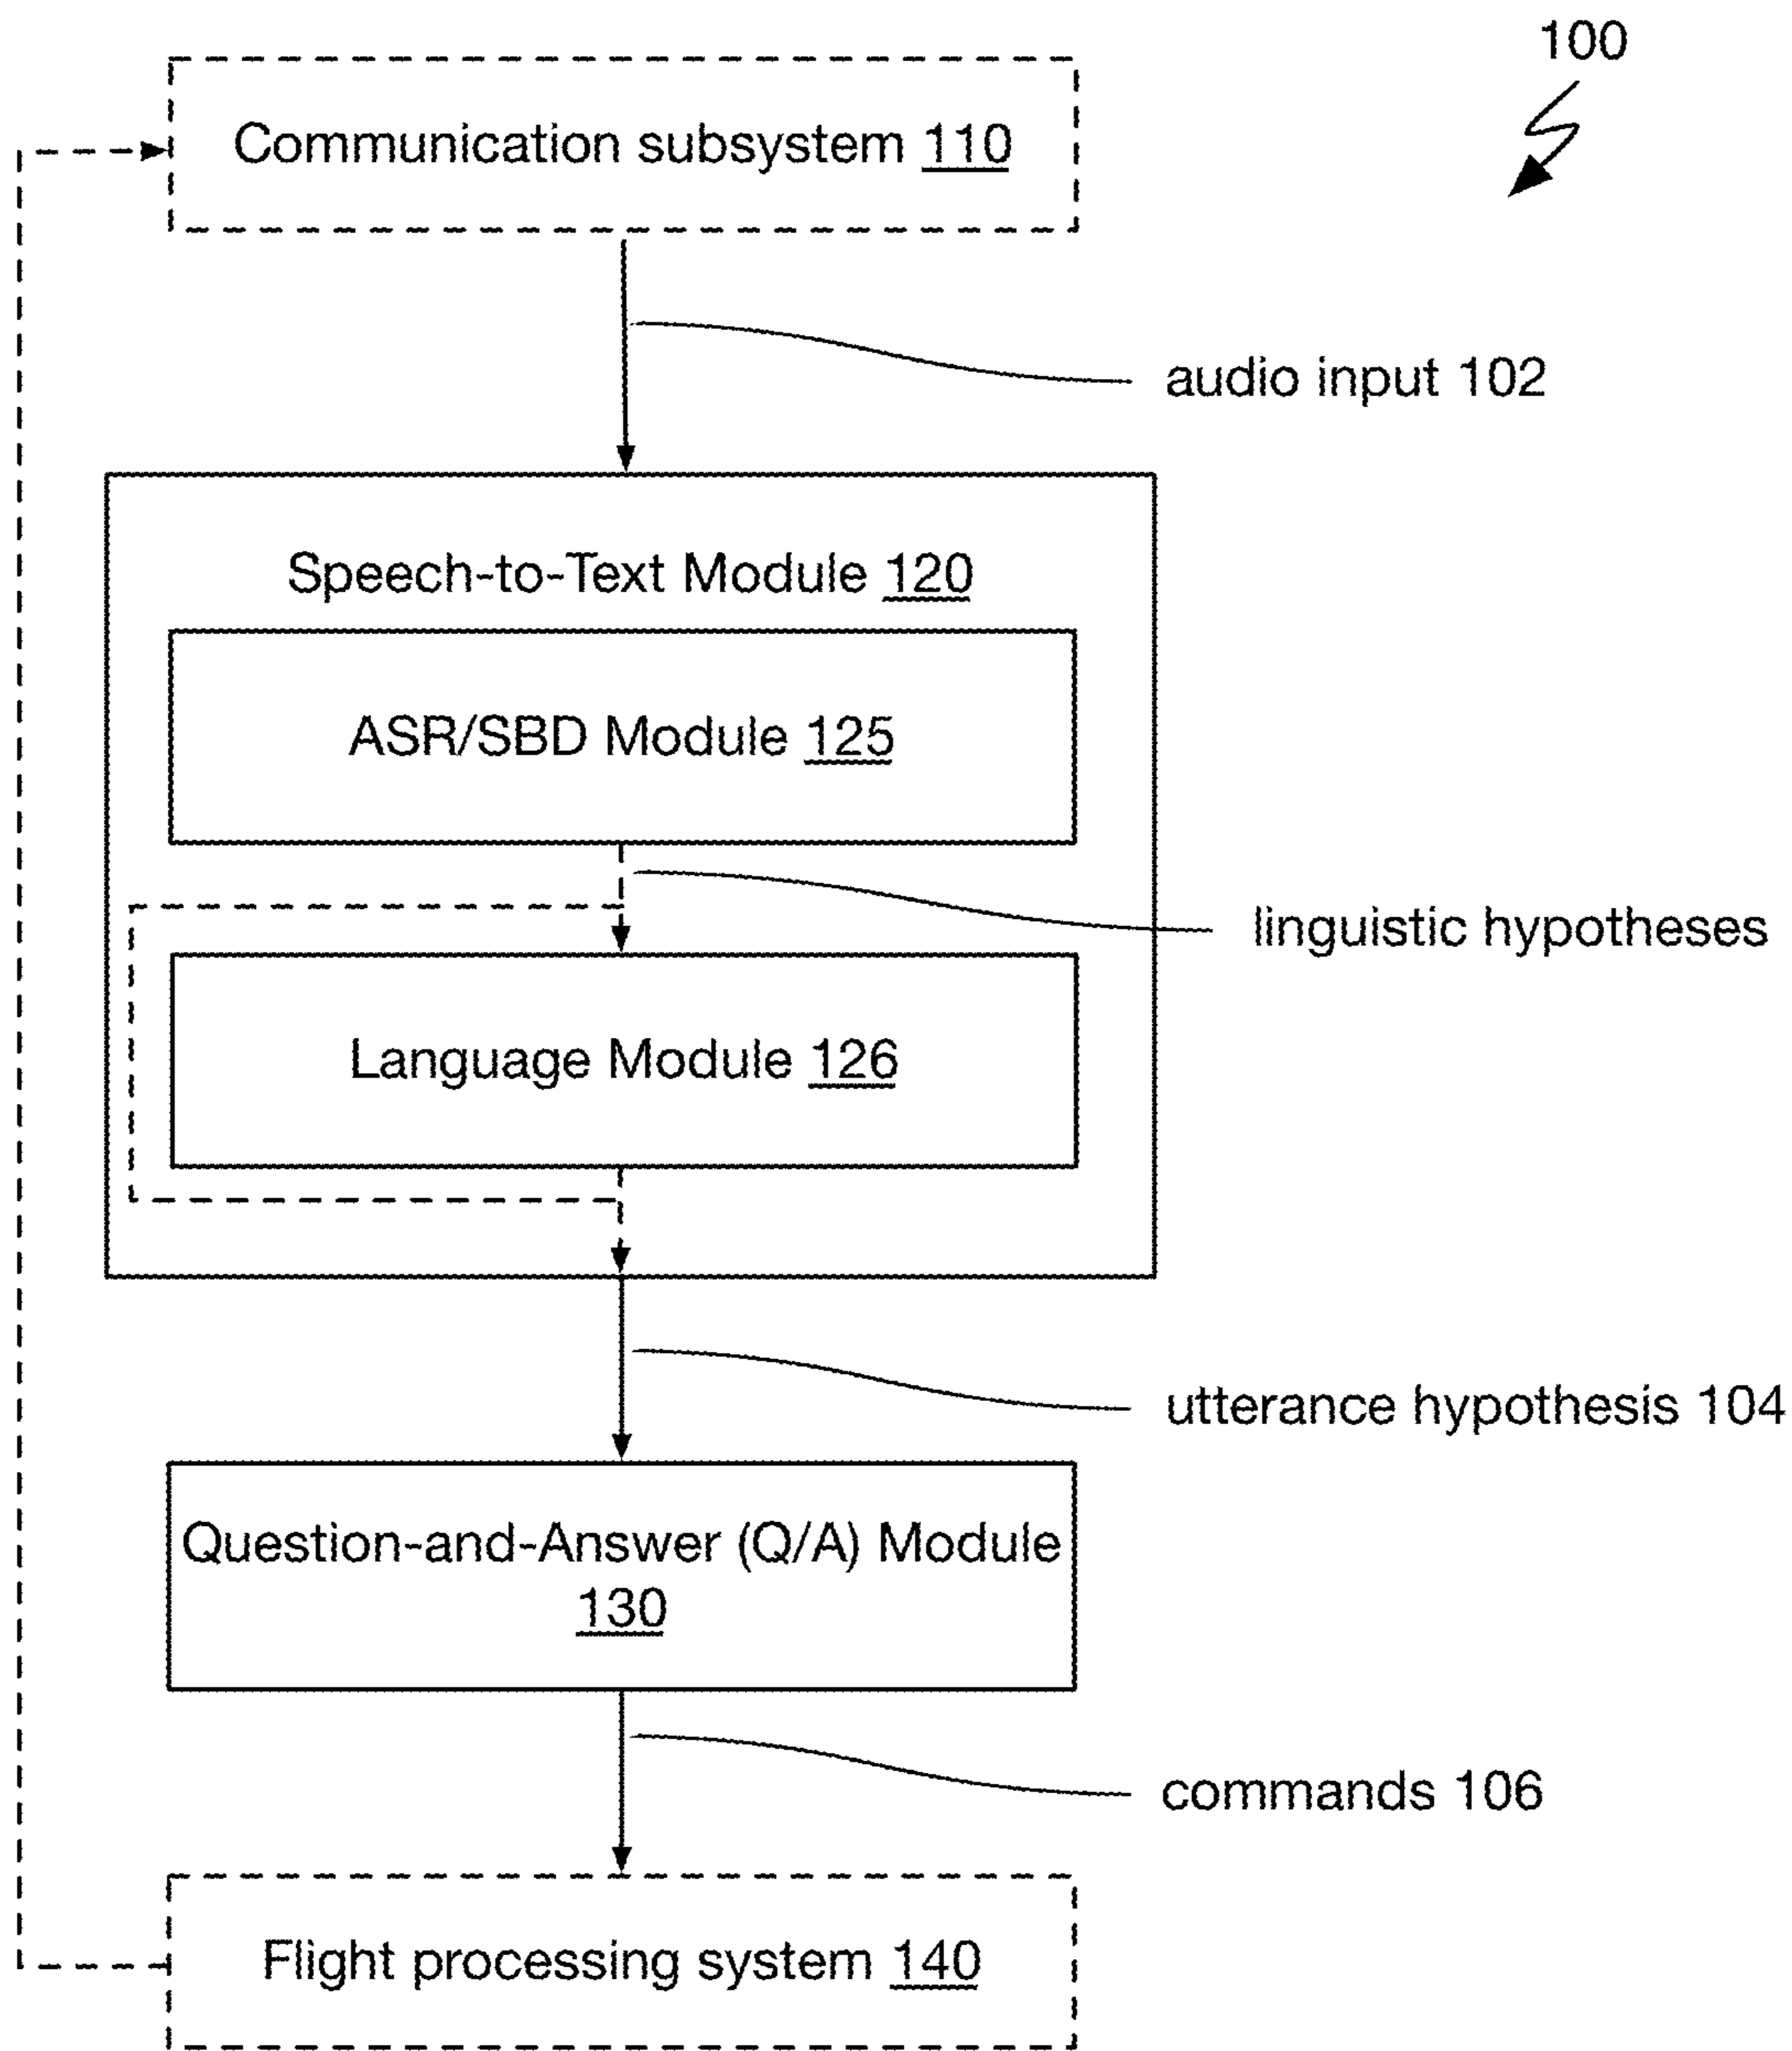 100
Communication subsystem 110
audio input 102
Speech-to-Text Module 120
ASR/SBD Module 125
linguistic hypotheses
Language Module 126
utterance hypothesis 104
Question-and-Answer (Q/A) Module
130
commands 106
Flight processing system 140